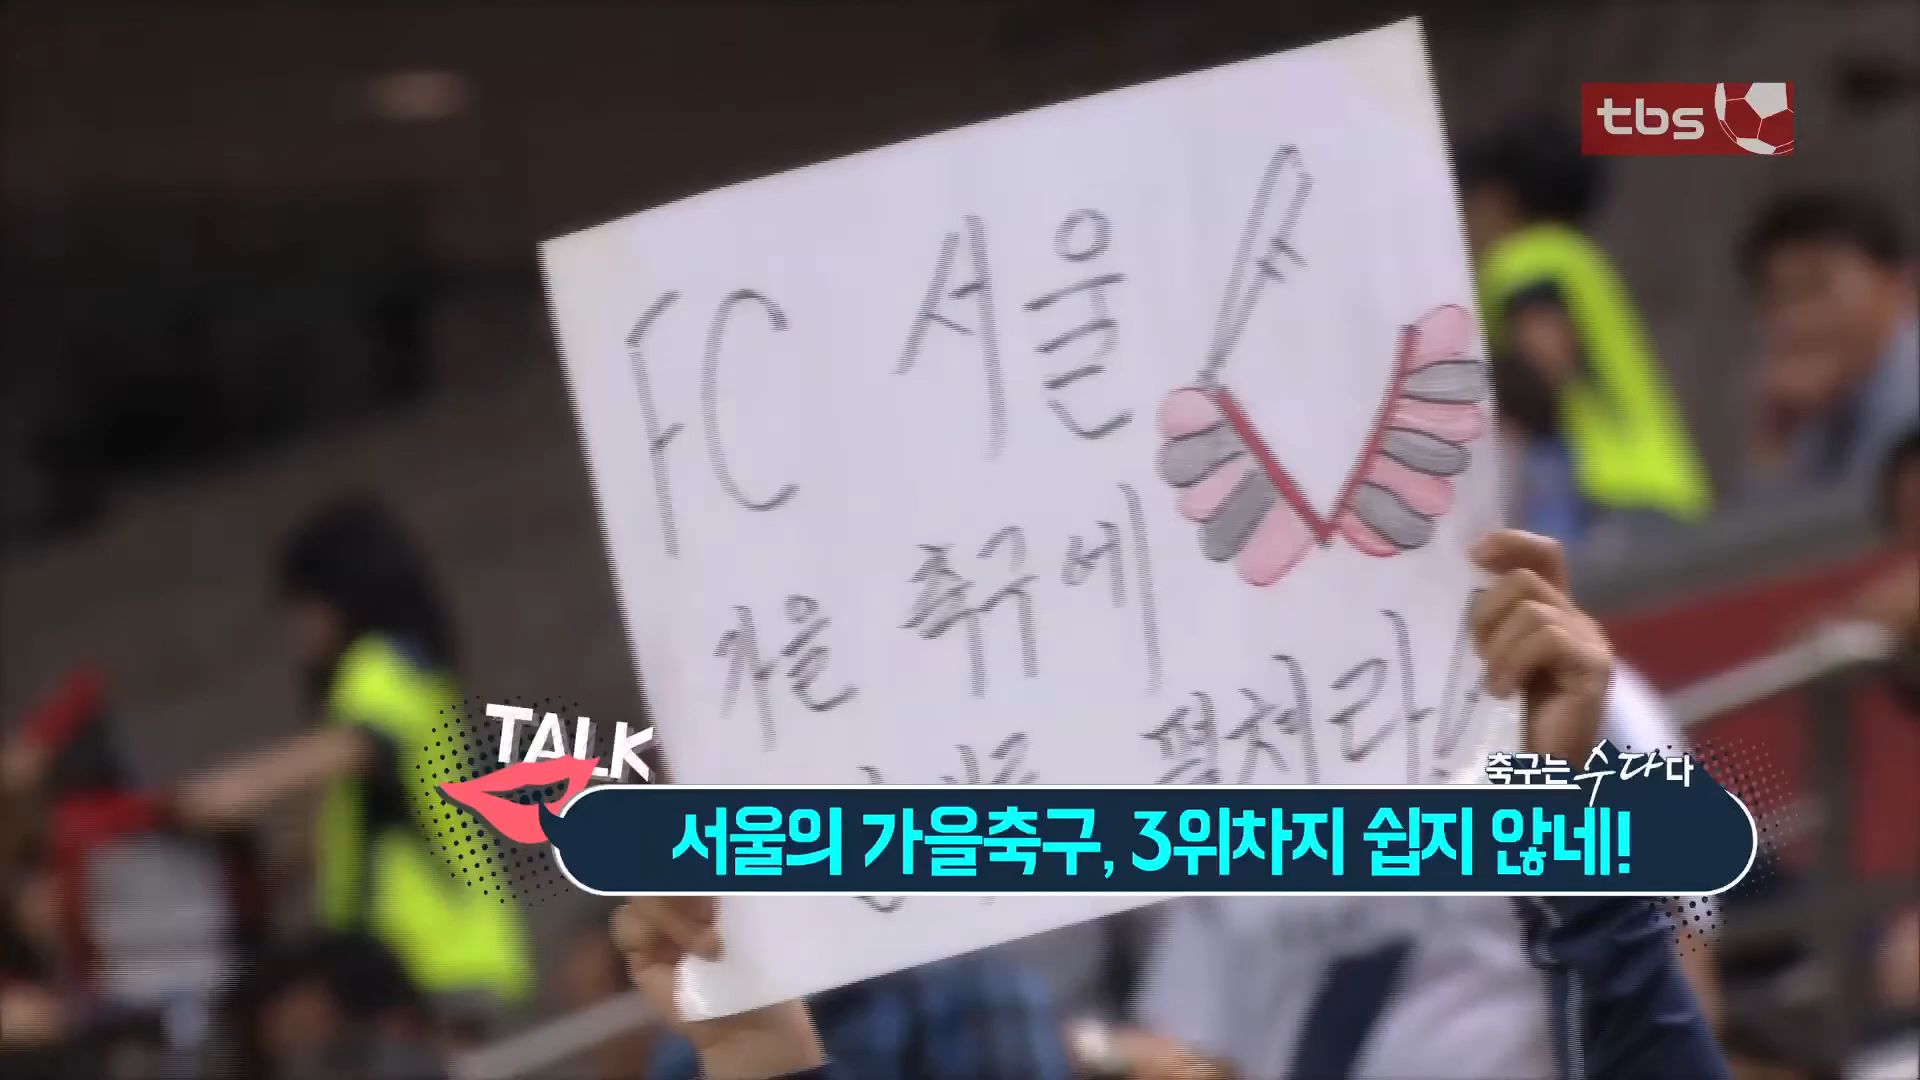 tbs
FC 서울
가을 축구에
펼쳐라!
TALK
축구는 수다다
서울의 가을축구, 3위차지 쉽지 않네!